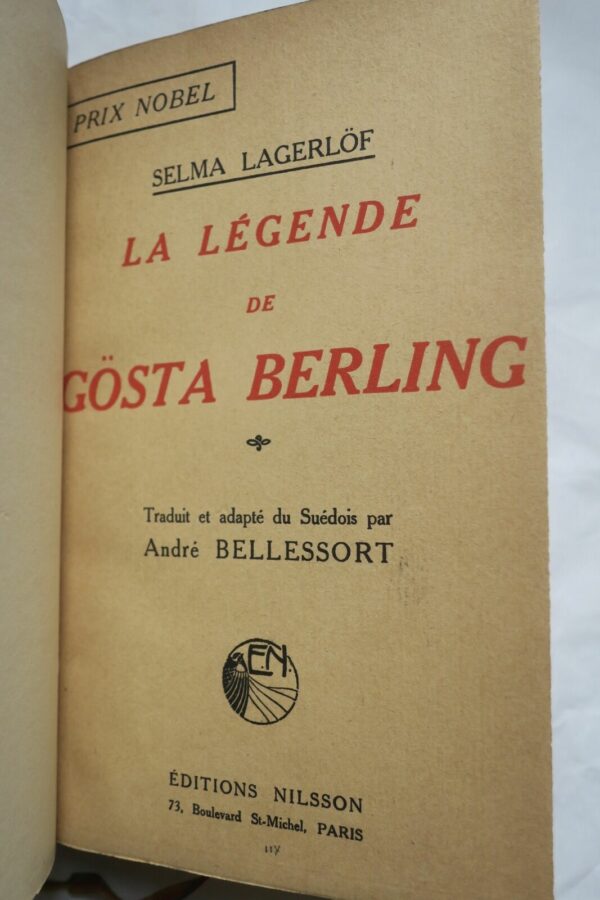 PRIX NOBEL
SELMA LAGERLÖF
LA LÉGENDE
DE
GÖSTA BERLING
Traduit et adapté du Suédois par
André BELLESSORT
E.N.
ÉDITIONS NILSSON
73, Boulevard St-Michel, PARIS